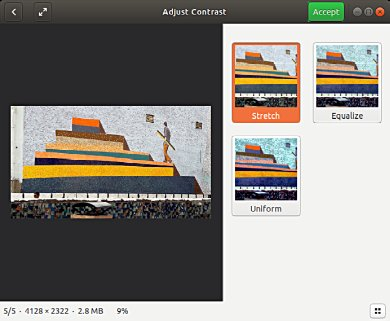 Adjust Contrast
Accept
Stretch
Equalize
Uniform
5/5 · 4128 × 2322 · 2.8 MB 9%